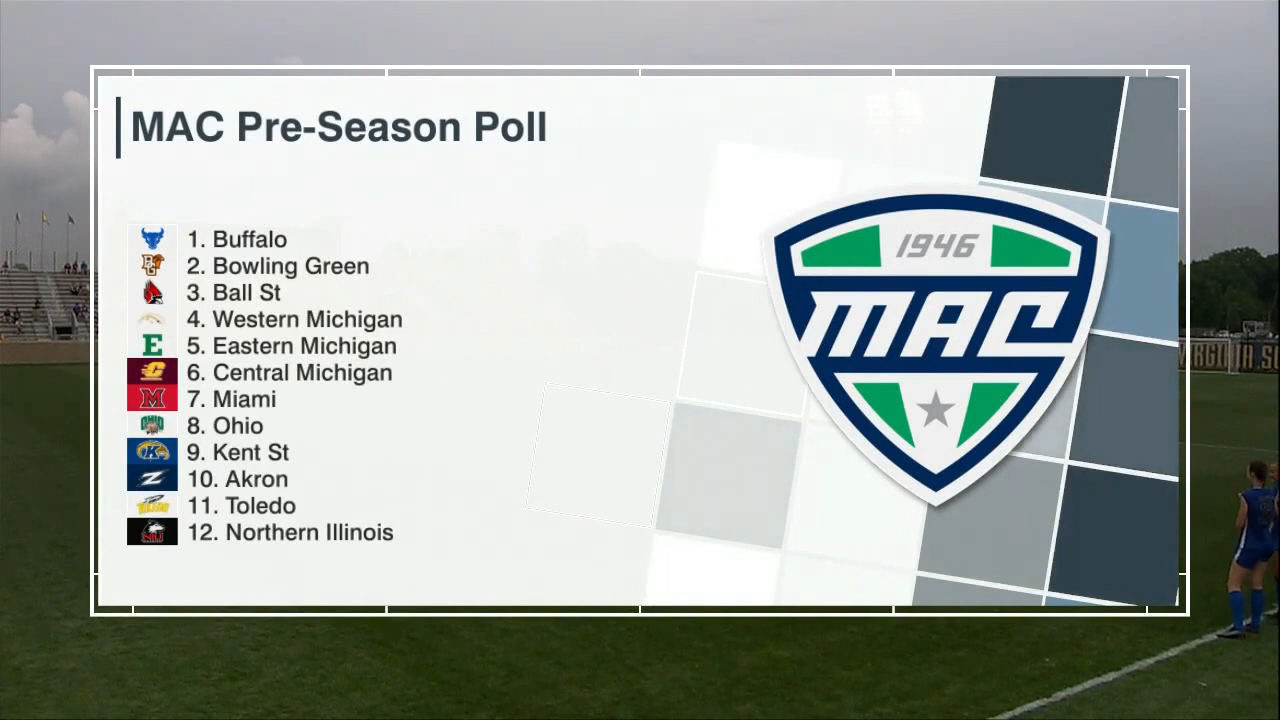 MAC Pre-Season Poll
1946
MAC
1. Buffalo
2. Bowling Green
3. Ball St
4. Western Michigan
E 5. Eastern Michigan
C 6. Central Michigan
M 7. Miami
OHIO 8. Ohio
K 9. Kent St
Z 10. Akron
11. Toledo
12. Northern Illinois